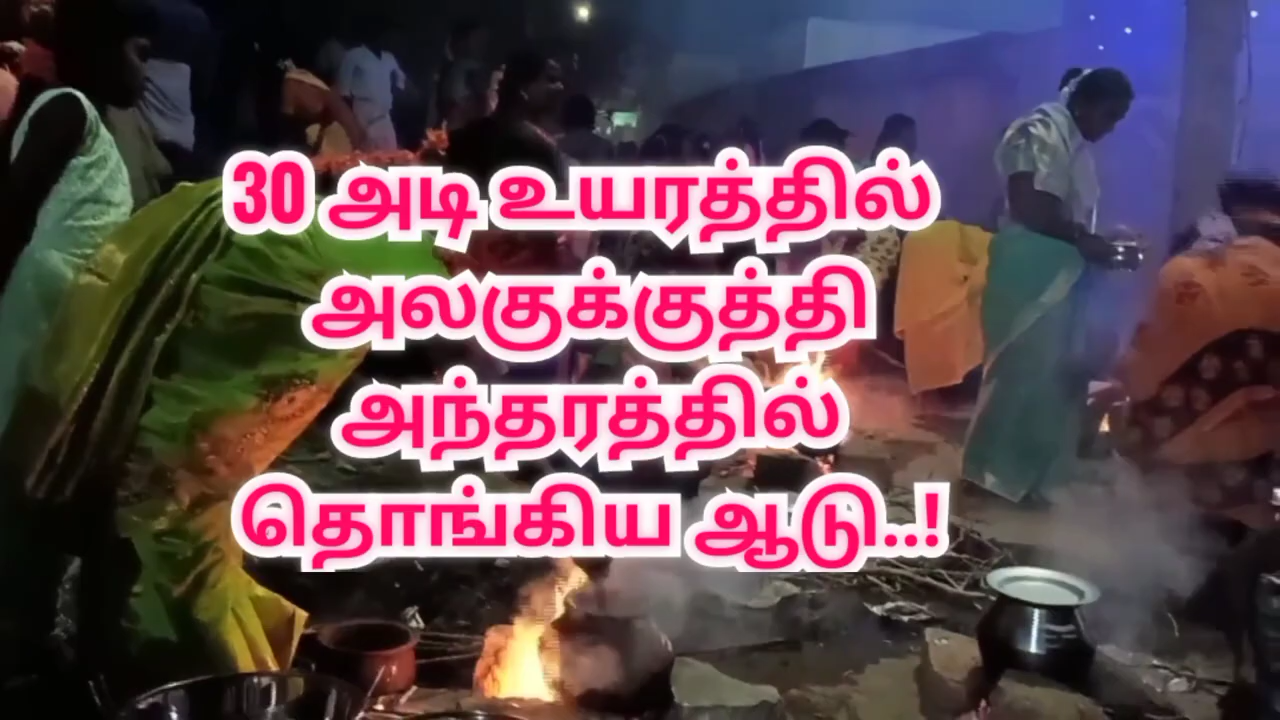 30 அடி உயரத்தில்
அலகுக்குத்தி
அந்தரத்தில்
தொங்கிய ஆடு..!